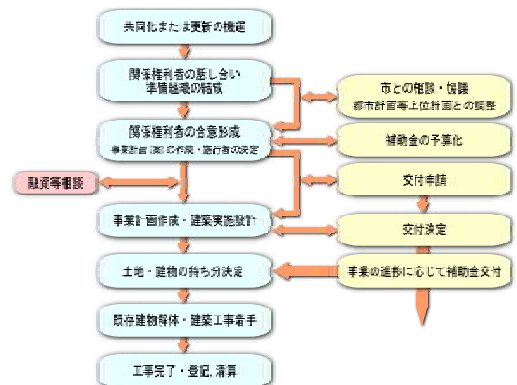 共同化または更新の機運
関係権利者の話し合い
準備組織の結成
市との相談・協議
都市計画等上位計画との調整
関係権利者の合意形成
事業計画(案)の作成・施行者の決定
補助金の予算化
融資等相談
交付申請
事業計画作成・建築実施設計
交付決定
土地・建物の持ち分決定
事業の進捗に応じて補助金交付
既存建物解体・建築工事着手
工事完了・登記,清算